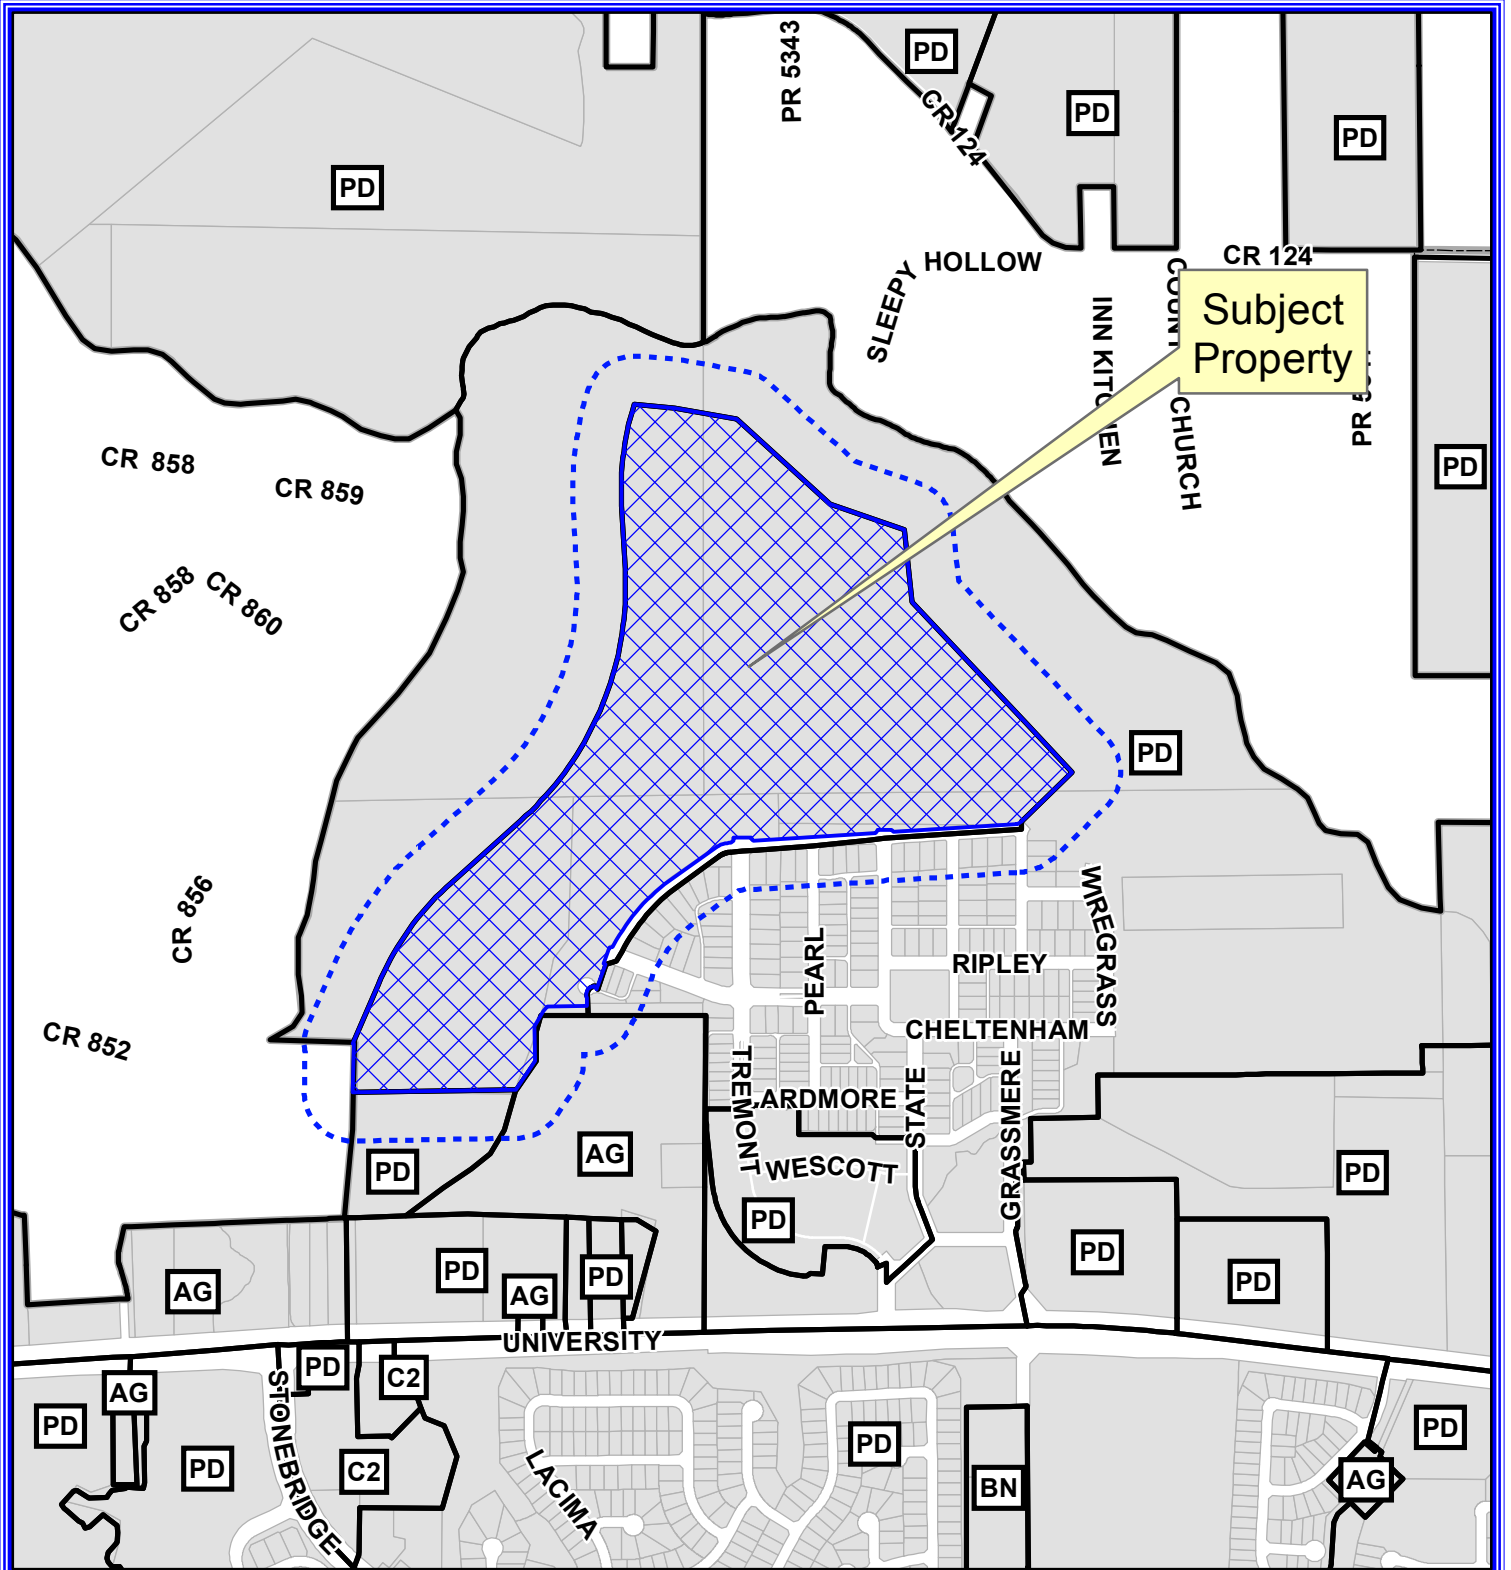 PD
PR 5343
CR 124
PD
PD
PD
SLEEPY
HOLLOW
CR 124
INN KITCHEN
CHURCH
Subject
Property
PD
CR 858
CR 859
CR 858
CR 860
PD
CR 856
CR 852
WIREGRASS
PEARL
RIPLEY
CHELTENHAM
TREMONT
ARDMORE
STATE
GRASSMERE
WESCOTT
AG
PD
PD
PD
PD
PD
AG
PD
AG
PD
UNIVERSITY
PD
C2
AG
PD
PD
STONEBRIDGE
C2
LACIMA
PD
BN
PD
AG